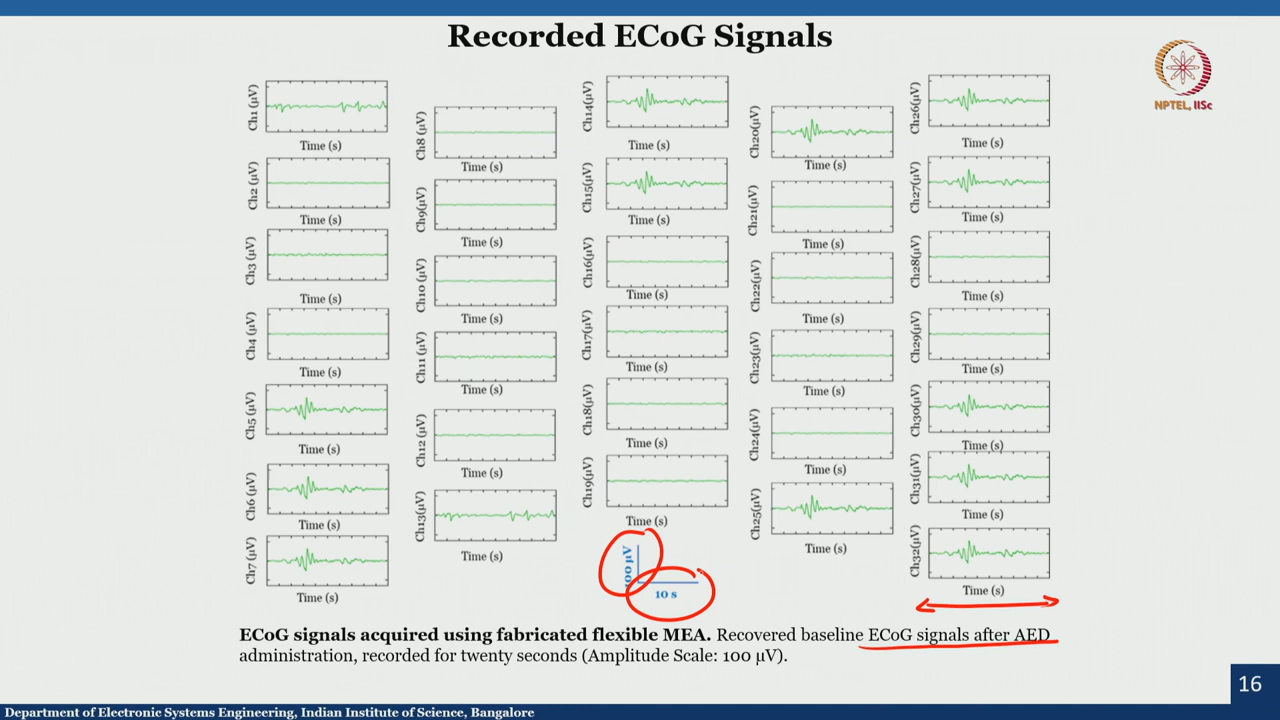 Recorded ECoG Signals
NPTEL, IISc
Ch1 (µV)
Time (s)
Ch2 (µV)
Time (s)
Ch3 (µV)
Time (s)
Ch4 (µV)
Time (s)
Ch5 (µV)
Time (s)
Ch6 (µV)
Time (s)
Ch7 (µV)
Time (s)
Ch8 (µV)
Time (s)
Ch9(µV)
Time (s)
Ch10 (µV)
Time (s)
Ch11 (µV)
Time (s)
Ch12 (µV)
Time (s)
Ch13(µV)
Time (s)
Ch14(µV)
Time (s)
Ch15(µV)
Time (s)
Ch16(µV)
Time (s)
Ch17(µV)
Time (s)
Ch18(µV)
Time (s)
Ch19(µV)
Time (s)
100 µV
10 s
Ch20(µV)
Time (s)
Ch21(µV)
Time (s)
Ch22(µV)
Time (s)
Ch23(µV)
Time (s)
Ch24(µV)
Time (s)
Ch25(µV)
Time (s)
Ch26(µV)
Time (s)
Ch27(µV)
Time (s)
Ch28(µV)
Time (s)
Ch29(µV)
Time (s)
Ch30(µV)
Time (s)
Ch31(µV)
Time (s)
Ch32(µV)
Time (s)
ECoG signals acquired using fabricated flexible MEA. Recovered baseline ECoG signals after AED
administration, recorded for twenty seconds (Amplitude Scale: 100 µV).
16
Department of Electronic Systems Engineering, Indian Institute of Science, Bangalore